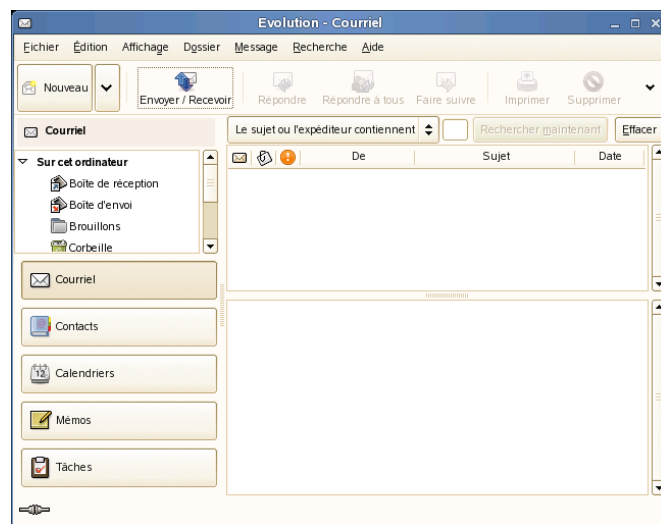 Evolution - Courriel
Fichier Édition Affichage Dossier Message Recherche Aide
Nouveau Envoyer / Recevoir Répondre Répondre à tous Faire suivre Imprimer Supprimer
Courriel Le sujet ou l'expéditeur contiennent Rechercher maintenant Effacer
Sur cet ordinateur De Sujet Date
Boîte de réception
Boîte d'envoi
Brouillons
Corbeille
Courriel
Contacts
12 Calendriers
Mémos
Tâches